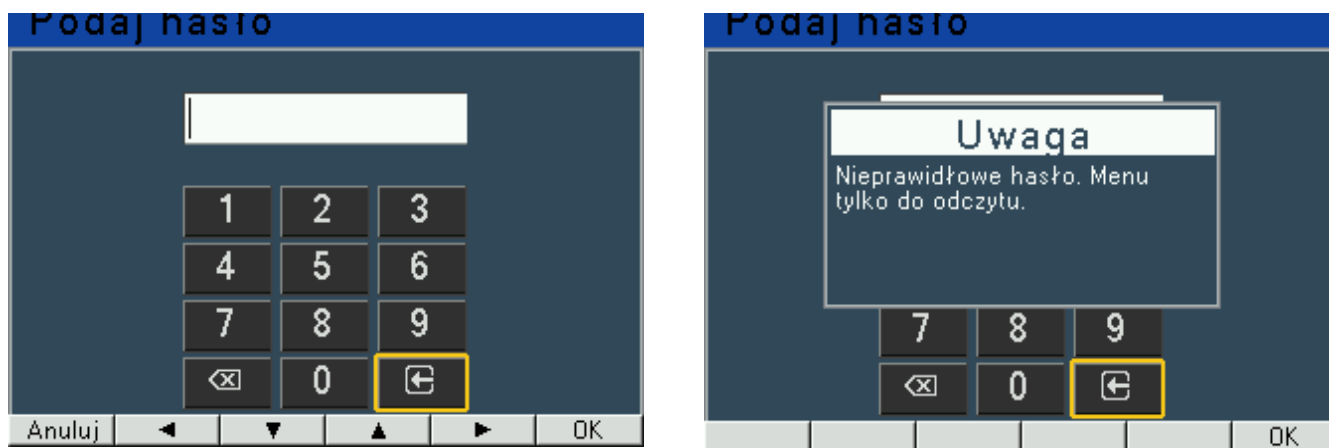 Podaj hasło
1 2 3
4 5 6
7 8 9
0
Anuluj ◄ ▼ ▲ ► OK
Podaj hasło
Uwaga
Nieprawidłowe hasło. Menu
tylko do odczytu.
7 8 9
0
OK